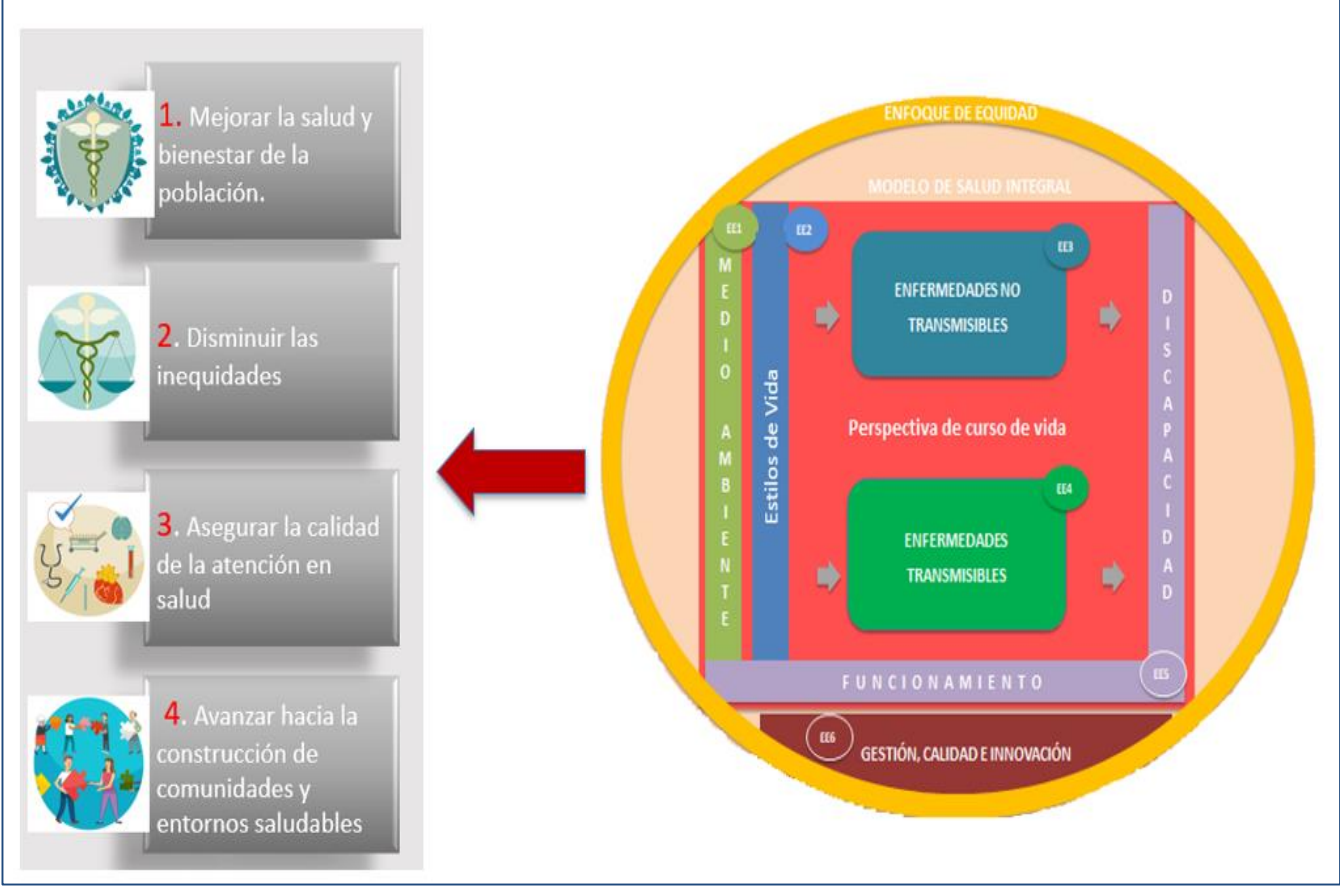 1. Mejorar la salud y
bienestar de la
población.
2. Disminuir las
inequidades
3. Asegurar la calidad
de la atención en
salud
4. Avanzar hacia la
construcción de
comunidades y
entornos saludables
ENFOQUE DE EQUIDAD
MODELO DE SALUD INTEGRAL
EE1
MEDIO AMBIENTE
EE2
Estilos de Vida
EE3
ENFERMEDADES NO
TRANSMISIBLES
Perspectiva de curso de vida
EE4
ENFERMEDADES
TRANSMISIBLES
DISCAPACIDAD
FUNCIONAMIENTO
EE5
EE6
GESTIÓN, CALIDAD E INNOVACIÓN